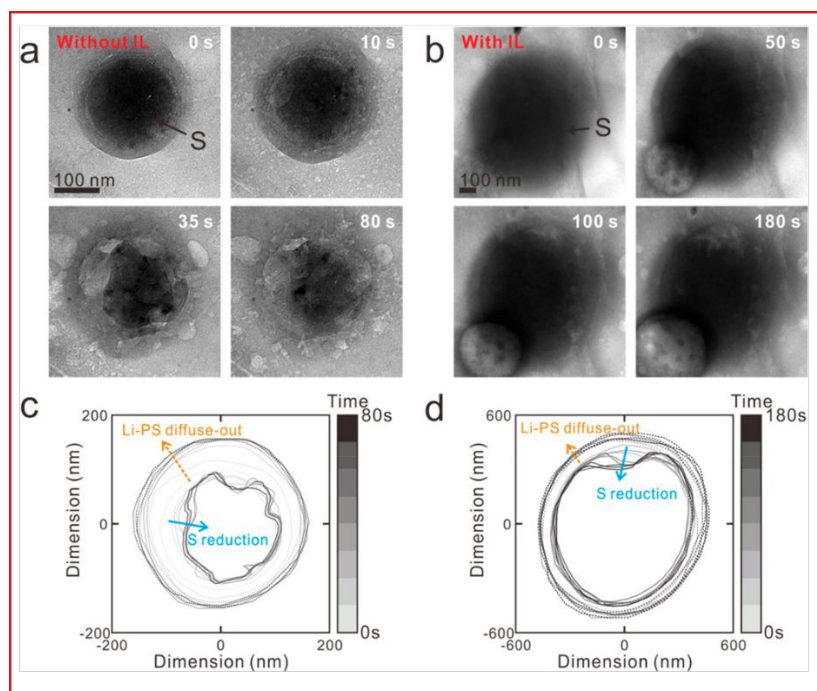 a
Without IL
0 s
10 s
S
100 nm
35 s
80 s
b
With IL
0 s
50 s
S
100 nm
100 s
180 s
c
Time
200
Li-PS diffuse-out
80s
Dimension (nm)
0
S reduction
-200
0s
-200
0
200
Dimension (nm)
d
Time
600
Li-PS diffuse-out
180s
Dimension (nm)
0
S reduction
-600
0s
-600
0
600
Dimension (nm)